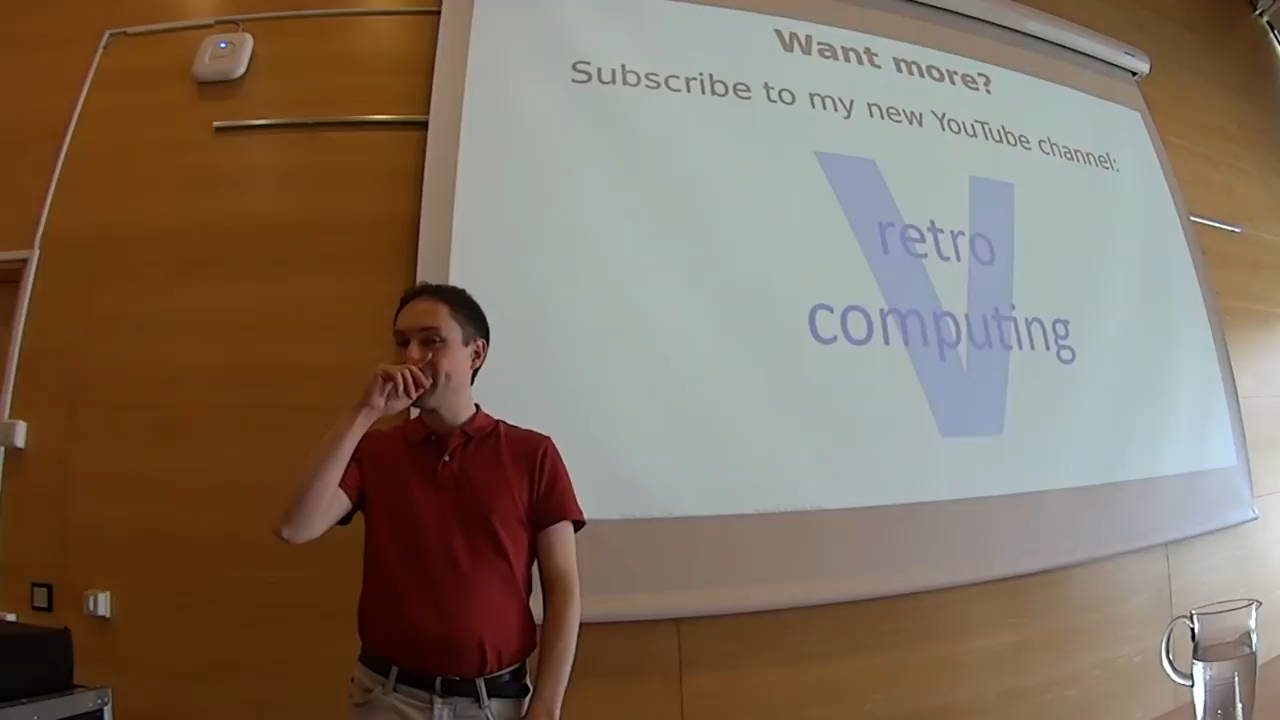 Want more?
Subscribe to my new YouTube channel:
V
retro
computing